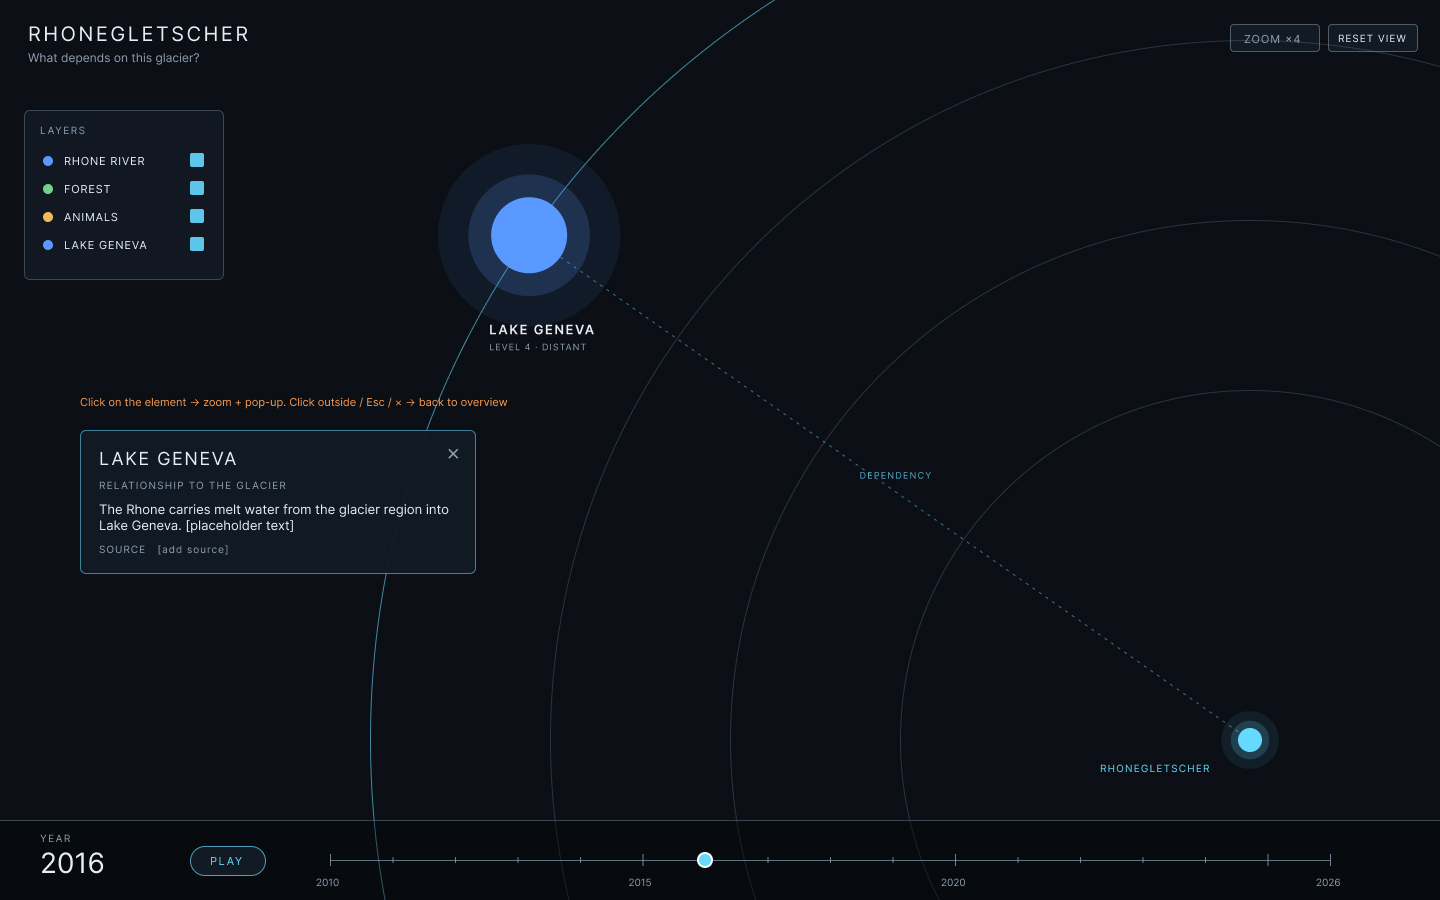 RHONEGLETSCHER
What depends on this glacier?
ZOOM ×4
RESET VIEW
LAYERS
RHONE RIVER
FOREST
ANIMALS
LAKE GENEVA
LAKE GENEVA
LEVEL 4 · DISTANT
Click on the element → zoom + pop-up. Click outside / Esc / × → back to overview
LAKE GENEVA
×
RELATIONSHIP TO THE GLACIER
The Rhone carries melt water from the glacier region into
Lake Geneva. [placeholder text]
SOURCE [add source]
DEPENDENCY
RHONEGLETSCHER
YEAR
2016
PLAY
2010
2015
2020
2026